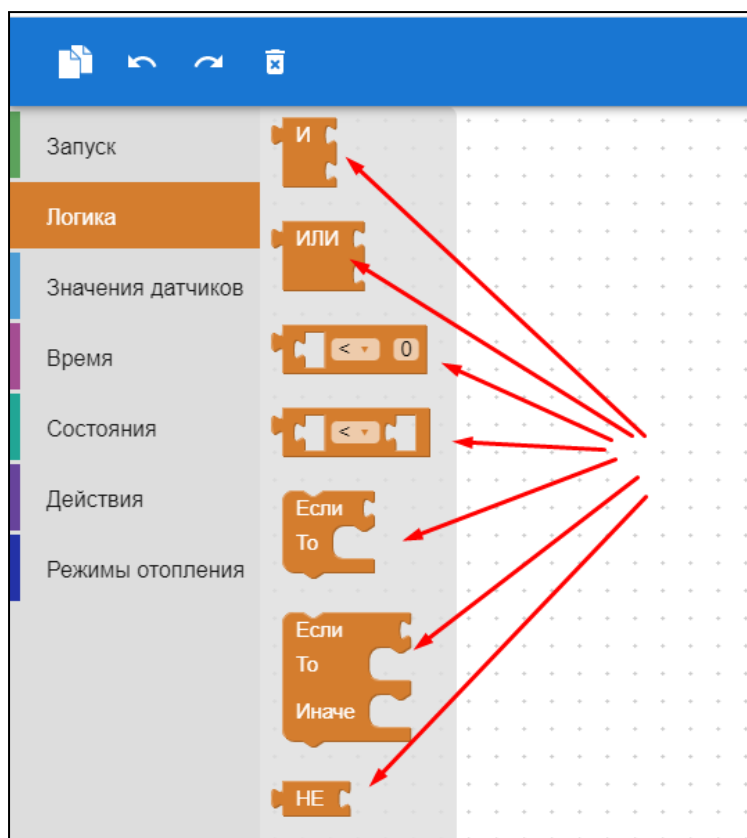 Запуск
Логика
Значения датчиков
Время
Состояния
Действия
Режимы отопления
И
ИЛИ
< 0
<
Если
То
Если
То
Иначе
НЕ